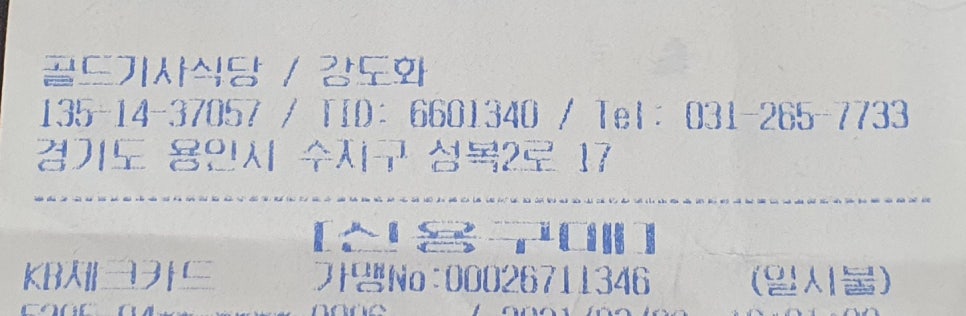 골드기사식당 / 강도화
135-14-37057 / TID: 6601340 / Tel: 031-265-7733
경기도 용인시 수지구 성복2로 17
[신용구매]
KB체크카드 가맹No:00026711346 (일시불)